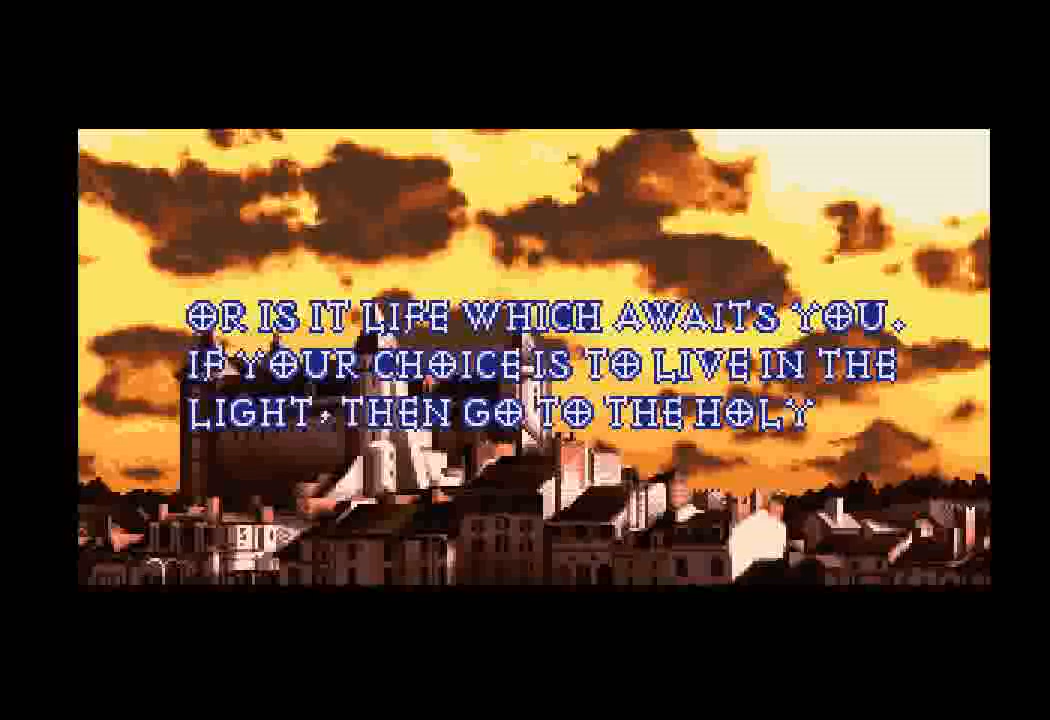 OR IS IT LIFE WHICH AWAITS YOU.
IF YOUR CHOICE IS TO LIVE IN THE
LIGHT, THEN GO TO THE HOLY